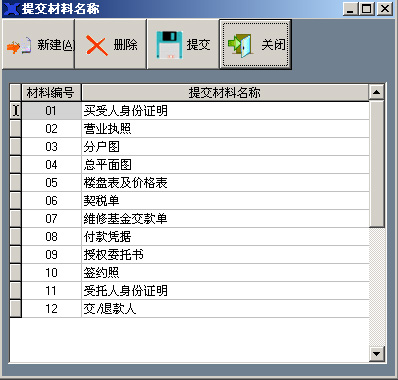 提交材料名称
新建(A) 删除 提交 关闭
材料编号 提交材料名称
01 买受人身份证明
02 营业执照
03 分户图
04 总平面图
05 楼盘表及价格表
06 契税单
07 维修基金交款单
08 付款凭据
09 授权委托书
10 签约照
11 受托人身份证明
12 交/退款人